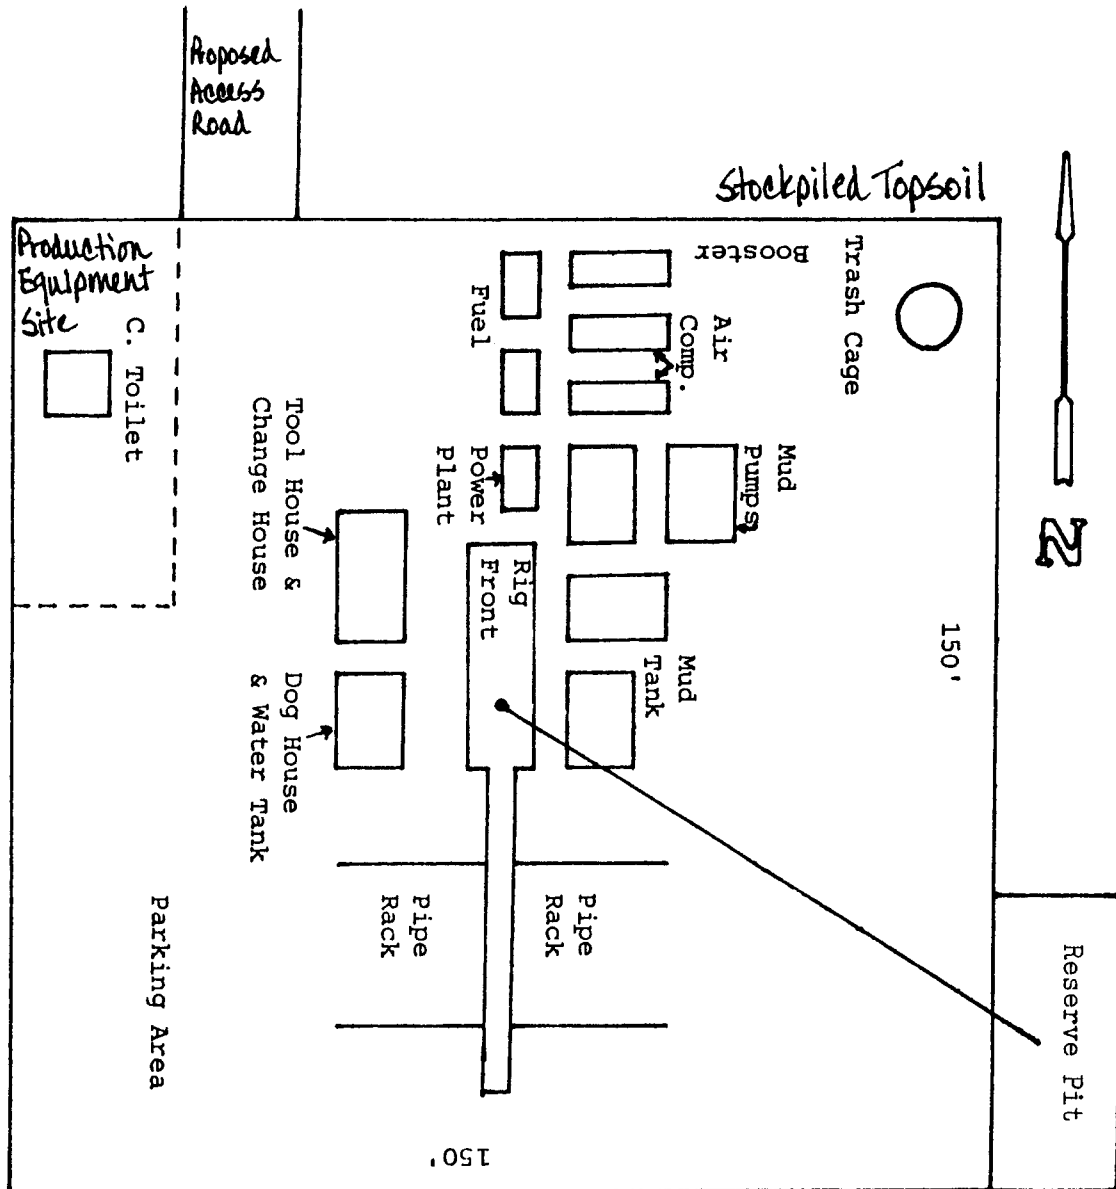 Proposed
Access
Road
Stockpiled Topsoil
Production
Equipment
Site
C. Toilet
Booster
Trash Cage
Fuel
Air
Comp.
Mud
Pumps
Power
Plant
Tool House &
Change House
Rig
Front
Mud
Tank
Dog House
& Water Tank
N
150'
Pipe
Rack
Pipe
Rack
Parking Area
Reserve Pit
150'